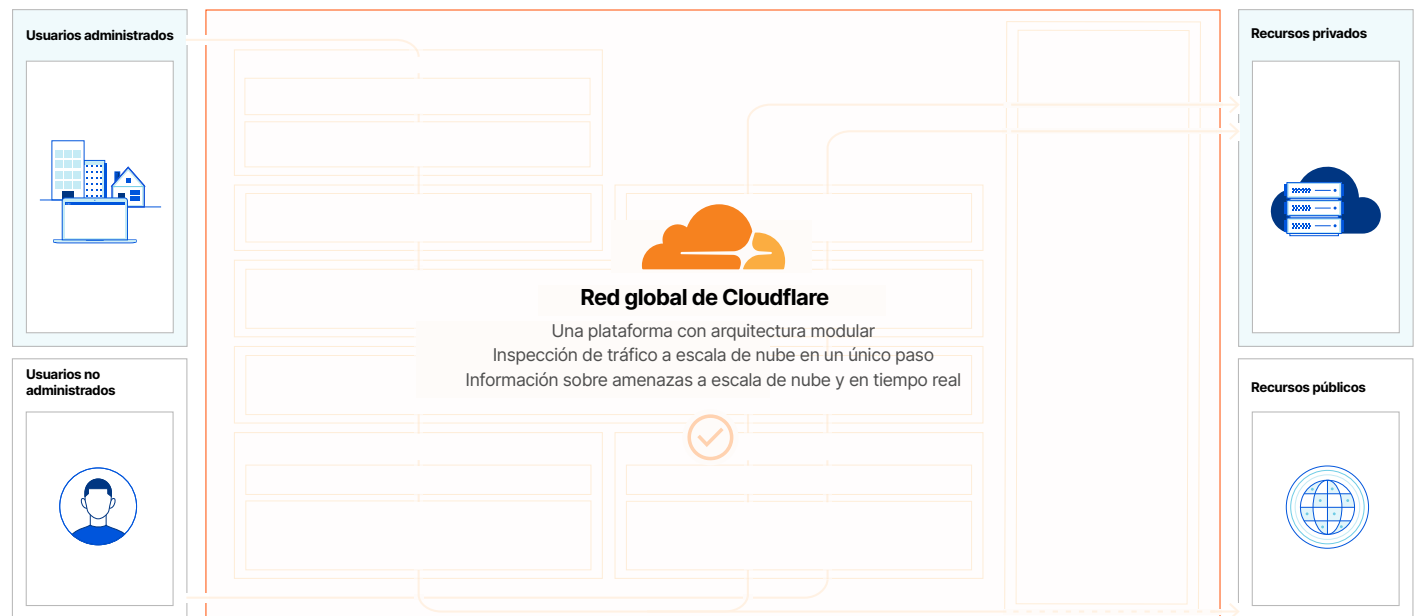 Usuarios administrados
Usuarios no
administrados
Red global de Cloudflare
Una plataforma con arquitectura modular
Inspección de tráfico a escala de nube en un único paso
Información sobre amenazas a escala de nube y en tiempo real
Recursos privados
Recursos públicos